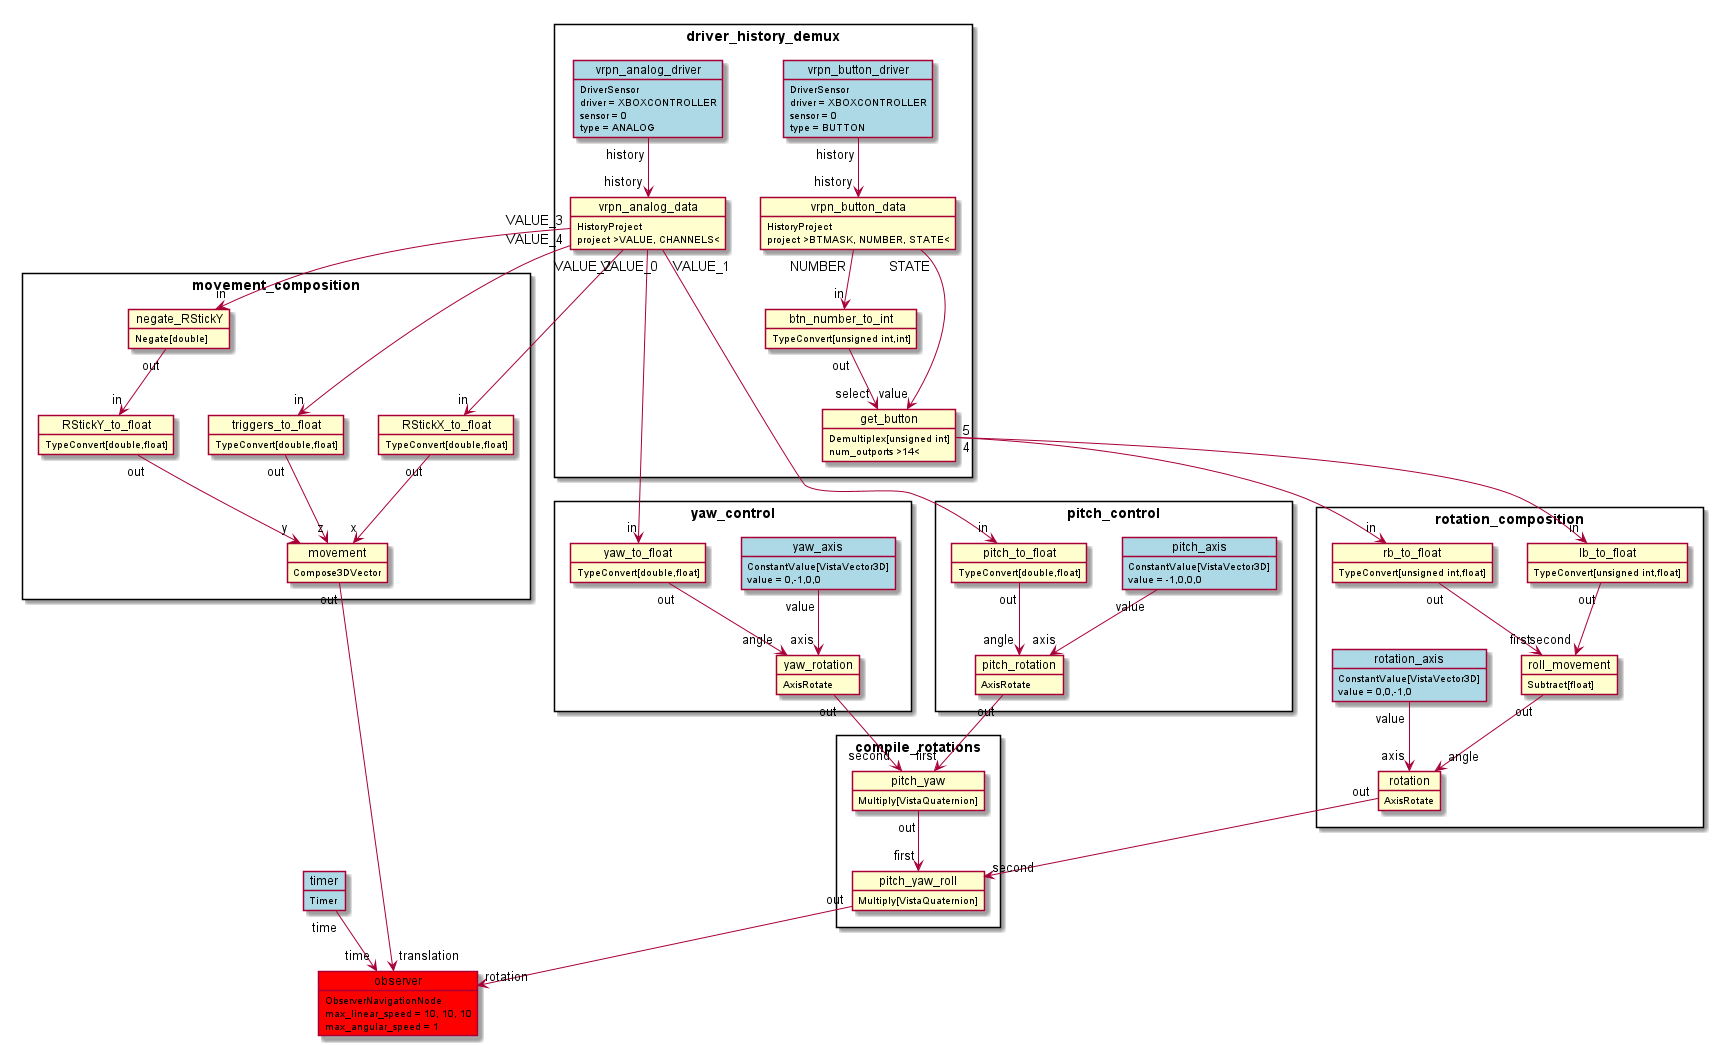 driver_history_demux
vrpn_analog_driver
DriverSensor
driver = XBOXCONTROLLER
sensor = 0
type = ANALOG
vrpn_button_driver
DriverSensor
driver = XBOXCONTROLLER
sensor = 0
type = BUTTON
history
history
history
history
vrpn_analog_data
HistoryProject
project >VALUE, CHANNELS<
vrpn_button_data
HistoryProject
project >BTMASK, NUMBER, STATE<
VALUE_3
VALUE_4
VALUE_2
VALUE_0
VALUE_1
NUMBER
STATE
in
btn_number_to_int
TypeConvert[unsigned int,int]
out
select
value
get_button
Demultiplex[unsigned int]
num_outports >14<
5
4
movement_composition
in
negate_RStickY
Negate[double]
out
in
in
in
RStickY_to_float
TypeConvert[double,float]
triggers_to_float
TypeConvert[double,float]
RStickX_to_float
TypeConvert[double,float]
out
out
out
y
z
x
movement
Compose3DVector
out
yaw_control
in
yaw_to_float
TypeConvert[double,float]
yaw_axis
ConstantValue[VistaVector3D]
value = 0,-1,0,0
out
value
angle
axis
yaw_rotation
AxisRotate
out
pitch_control
in
pitch_to_float
TypeConvert[double,float]
pitch_axis
ConstantValue[VistaVector3D]
value = -1,0,0,0
out
value
angle
axis
pitch_rotation
AxisRotate
out
rotation_composition
in
in
rb_to_float
TypeConvert[unsigned int,float]
lb_to_float
TypeConvert[unsigned int,float]
out
out
first
second
rotation_axis
ConstantValue[VistaVector3D]
value = 0,0,-1,0
roll_movement
Subtract[float]
value
out
axis
angle
rotation
AxisRotate
out
compile_rotations
second
first
pitch_yaw
Multiply[VistaQuaternion]
out
first
second
pitch_yaw_roll
Multiply[VistaQuaternion]
out
timer
Timer
time
time
translation
rotation
observer
ObserverNavigationNode
max_linear_speed = 10, 10, 10
max_angular_speed = 1